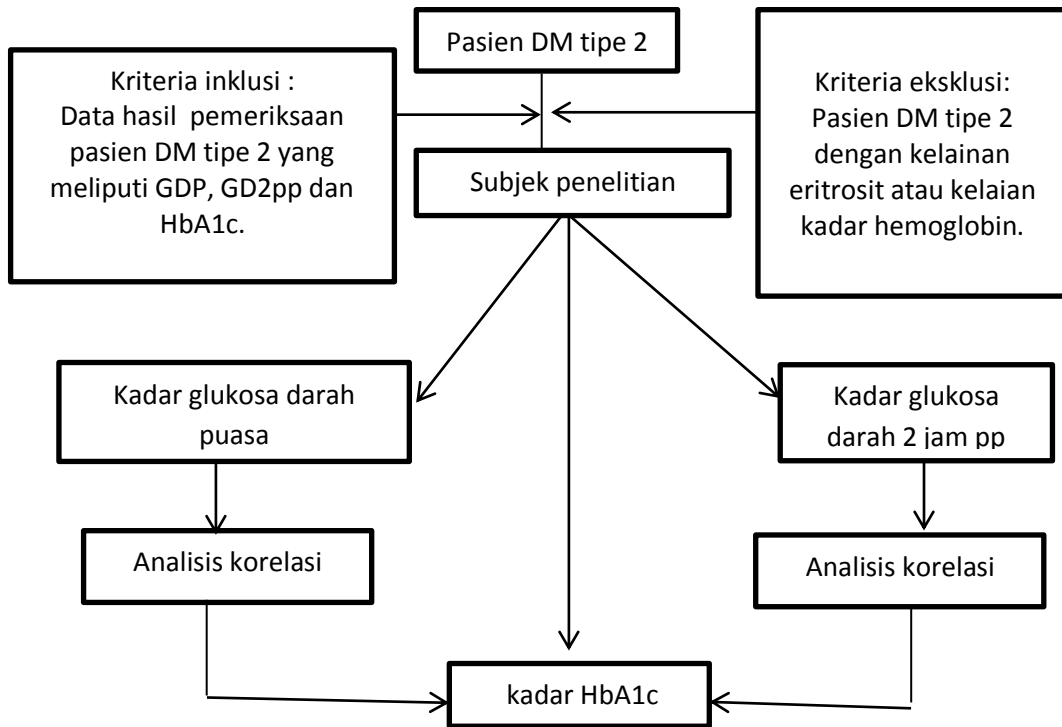 Pasien DM tipe 2
Kriteria inklusi :
Data hasil pemeriksaan
pasien DM tipe 2 yang
meliputi GDP, GD2pp dan
HbA1c.
Kriteria eksklusi:
Pasien DM tipe 2
dengan kelainan
eritrosit atau kelaian
kadar hemoglobin.
Subjek penelitian
Kadar glukosa darah
puasa
Kadar glukosa
darah 2 jam pp
Analisis korelasi
Analisis korelasi
kadar HbA1c